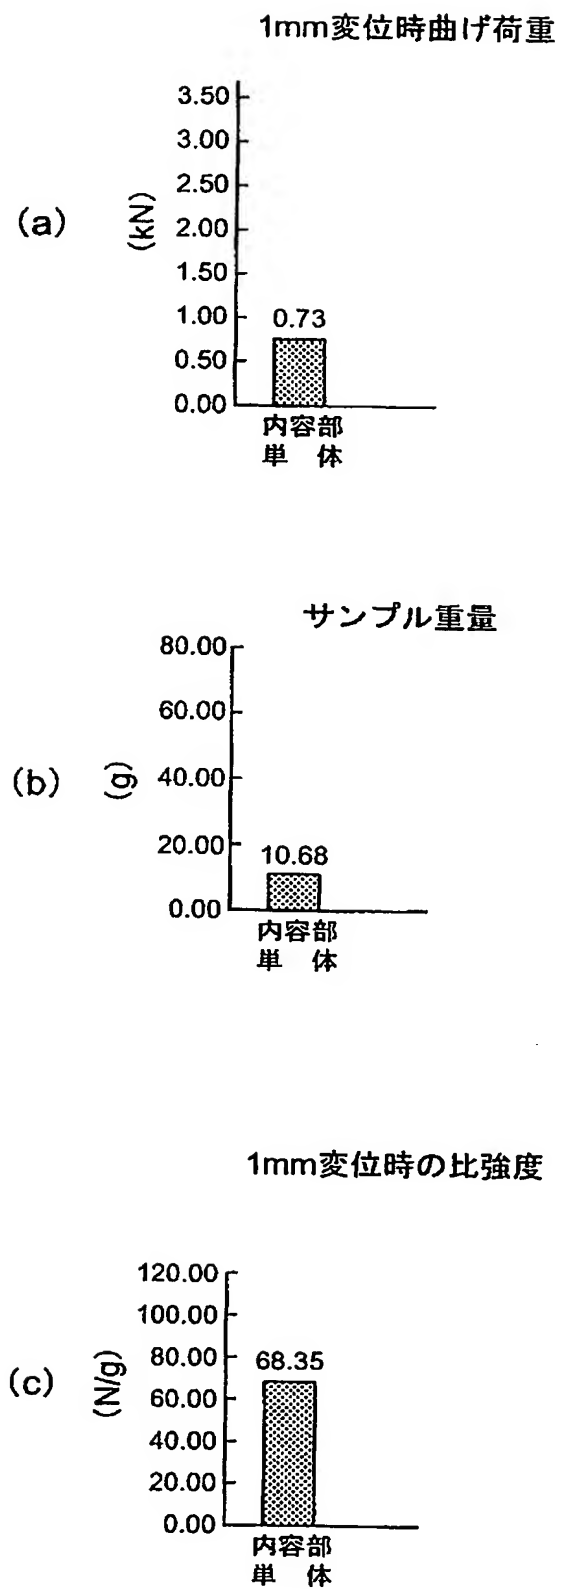 1mm変位時曲げ荷重
(a)
(kN)
3.50
3.00
2.50
2.00
1.50
1.00
0.50
0.00
0.73
内容部
単 体
サンプル重量
(b)
(g)
80.00
60.00
40.00
20.00
0.00
10.68
内容部
単 体
1mm変位時の比強度
(c)
(N/g)
120.00
100.00
80.00
60.00
40.00
20.00
0.00
68.35
内容部
単 体